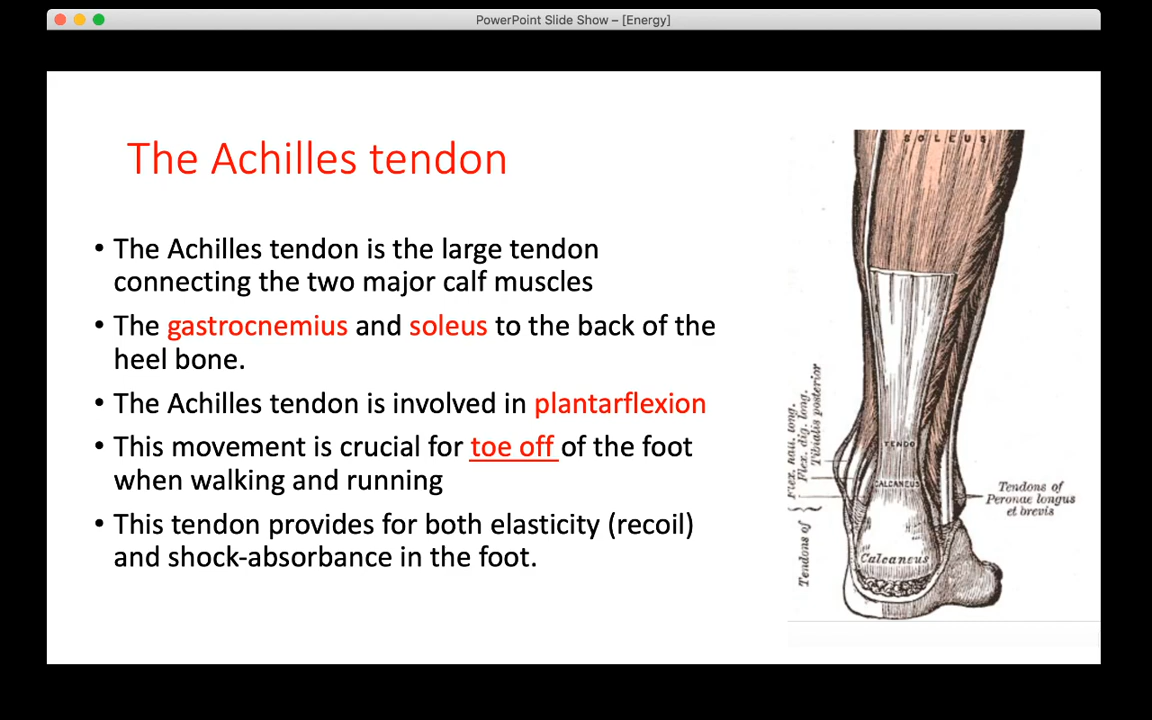 PowerPoint Slide Show – [Energy]
The Achilles tendon
• The Achilles tendon is the large tendon
connecting the two major calf muscles
• The gastrocnemius and soleus to the back of the
heel bone.
• The Achilles tendon is involved in plantarflexion
• This movement is crucial for toe off of the foot
when walking and running
• This tendon provides for both elasticity (recoil)
and shock-absorbance in the foot.
SOLEUS
TENDO
CALCANEUS
Calcaneus
Tendons of
Flex. hal. long.
Flex. dig. long.
Tibialis posterior
Tendons of
Peronæ longus
et brevis